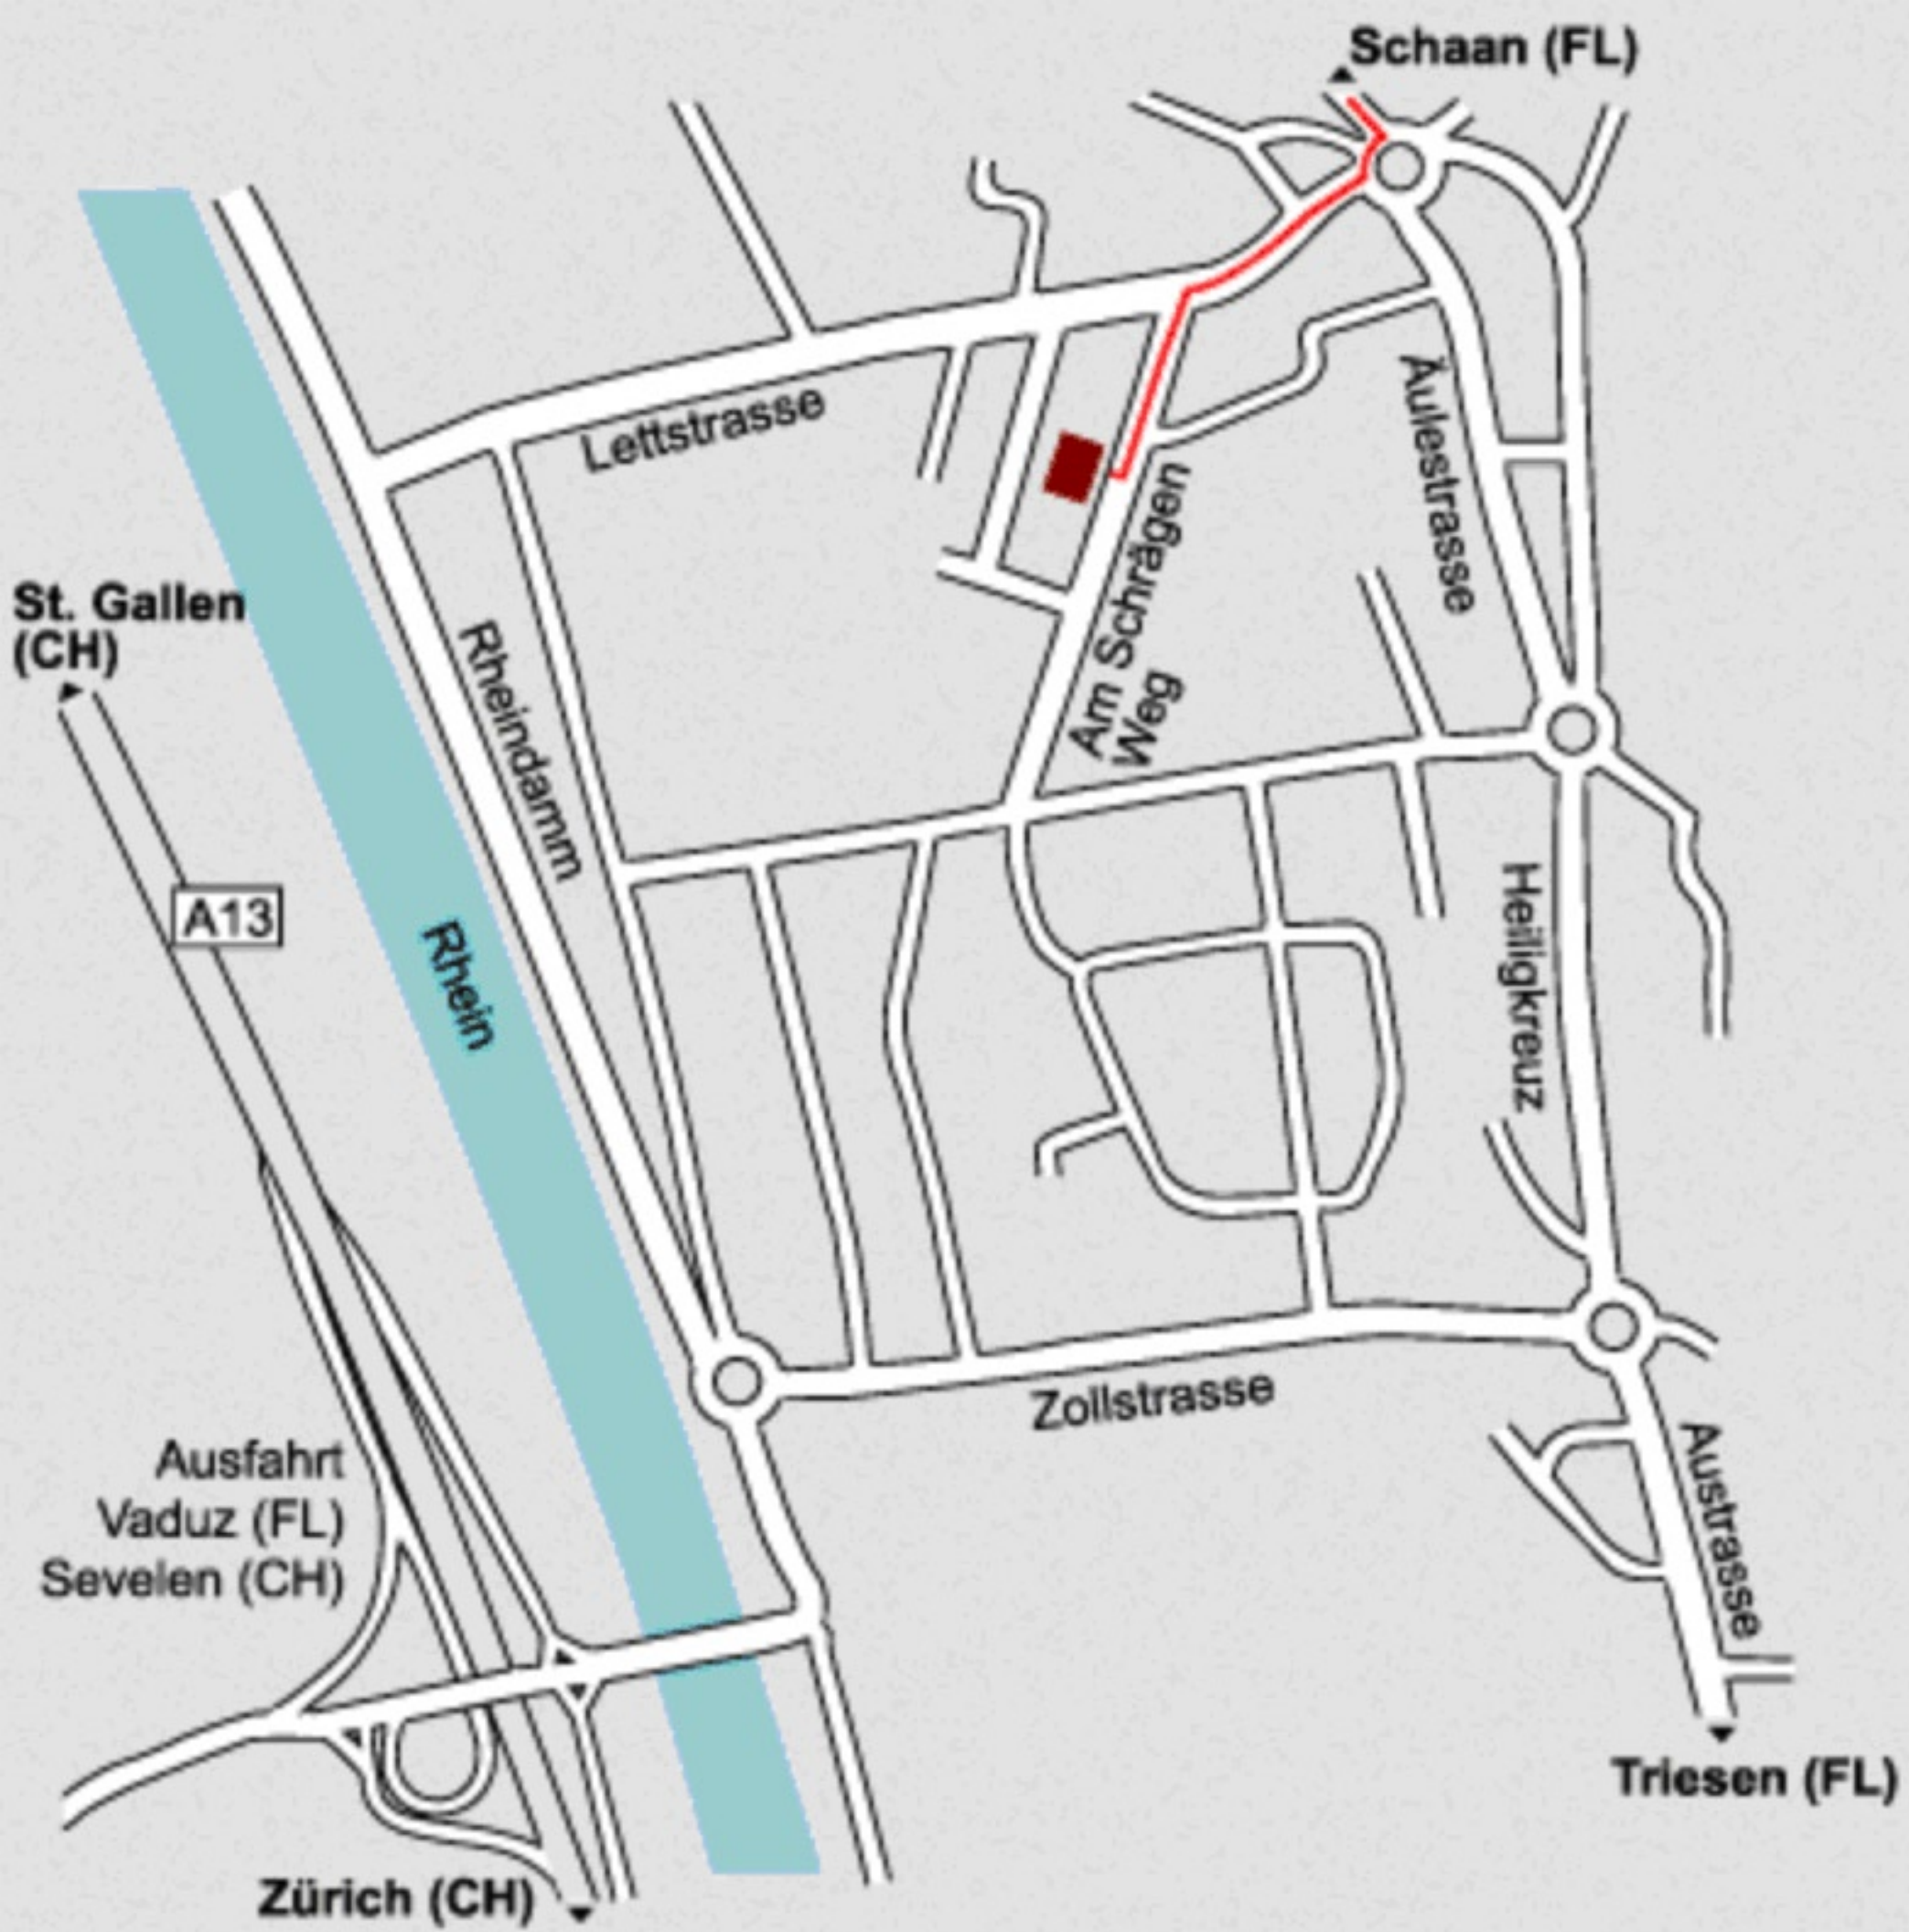 Schaan (FL)
Lettstrasse
Äulestrasse
St. Gallen
(CH)
Am Schrägen
Weg
Rheindamm
A13
Rhein
Heiligkreuz
Zollstrasse
Ausfahrt
Vaduz (FL)
Sevelen (CH)
Austrasse
Triesen (FL)
Zürich (CH)